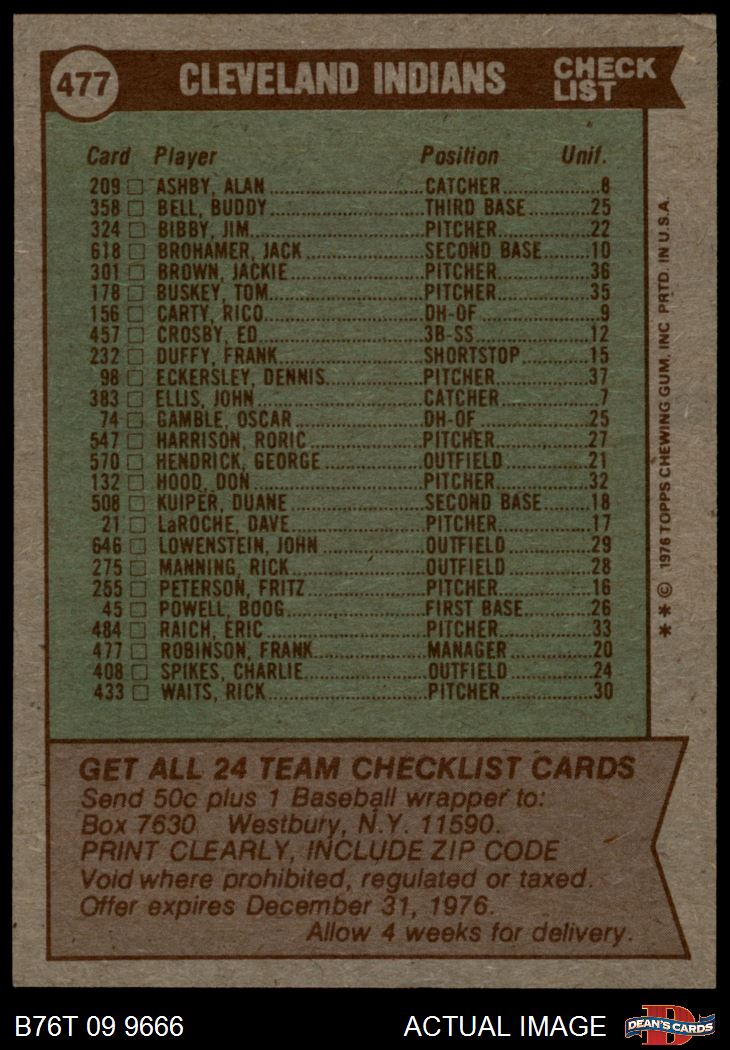 477 CLEVELAND INDIANS CHECK LIST
Card Player Position Unif.
209 ASHBY, ALAN CATCHER 8
358 BELL, BUDDY THIRD BASE 25
324 BIBBY, JIM PITCHER 22
618 BROHAMER, JACK SECOND BASE 10
301 BROWN, JACKIE PITCHER 36
178 BUSKEY, TOM PITCHER 35
156 CARTY, RICO DH-OF 9
457 CROSBY, ED 3B-SS 12
232 DUFFY, FRANK SHORTSTOP 15
98 ECKERSLEY, DENNIS PITCHER 37
383 ELLIS, JOHN CATCHER 7
74 GAMBLE, OSCAR DH-OF 25
547 HARRISON, RORIC PITCHER 27
570 HENDRICK, GEORGE OUTFIELD 21
132 HOOD, DON PITCHER 32
508 KUIPER, DUANE SECOND BASE 18
21 LaROCHE, DAVE PITCHER 17
646 LOWENSTEIN, JOHN OUTFIELD 29
275 MANNING, RICK OUTFIELD 28
255 PETERSON, FRITZ PITCHER 16
45 POWELL, BOOG FIRST BASE 26
484 RAICH, ERIC PITCHER 33
477 ROBINSON, FRANK MANAGER 20
408 SPIKES, CHARLIE OUTFIELD 24
433 WAITS, RICK PITCHER 30
* * © 1976 TOPPS CHEWING GUM, INC PRTD. IN U.S.A.
GET ALL 24 TEAM CHECKLIST CARDS
Send 50c plus 1 Baseball wrapper to:
Box 7630 Westbury, N.Y. 11590.
PRINT CLEARLY, INCLUDE ZIP CODE
Void where prohibited, regulated or taxed.
Offer expires December 31, 1976.
Allow 4 weeks for delivery.
B76T 09 9666 ACTUAL IMAGE
D
DEAN'S CARDS